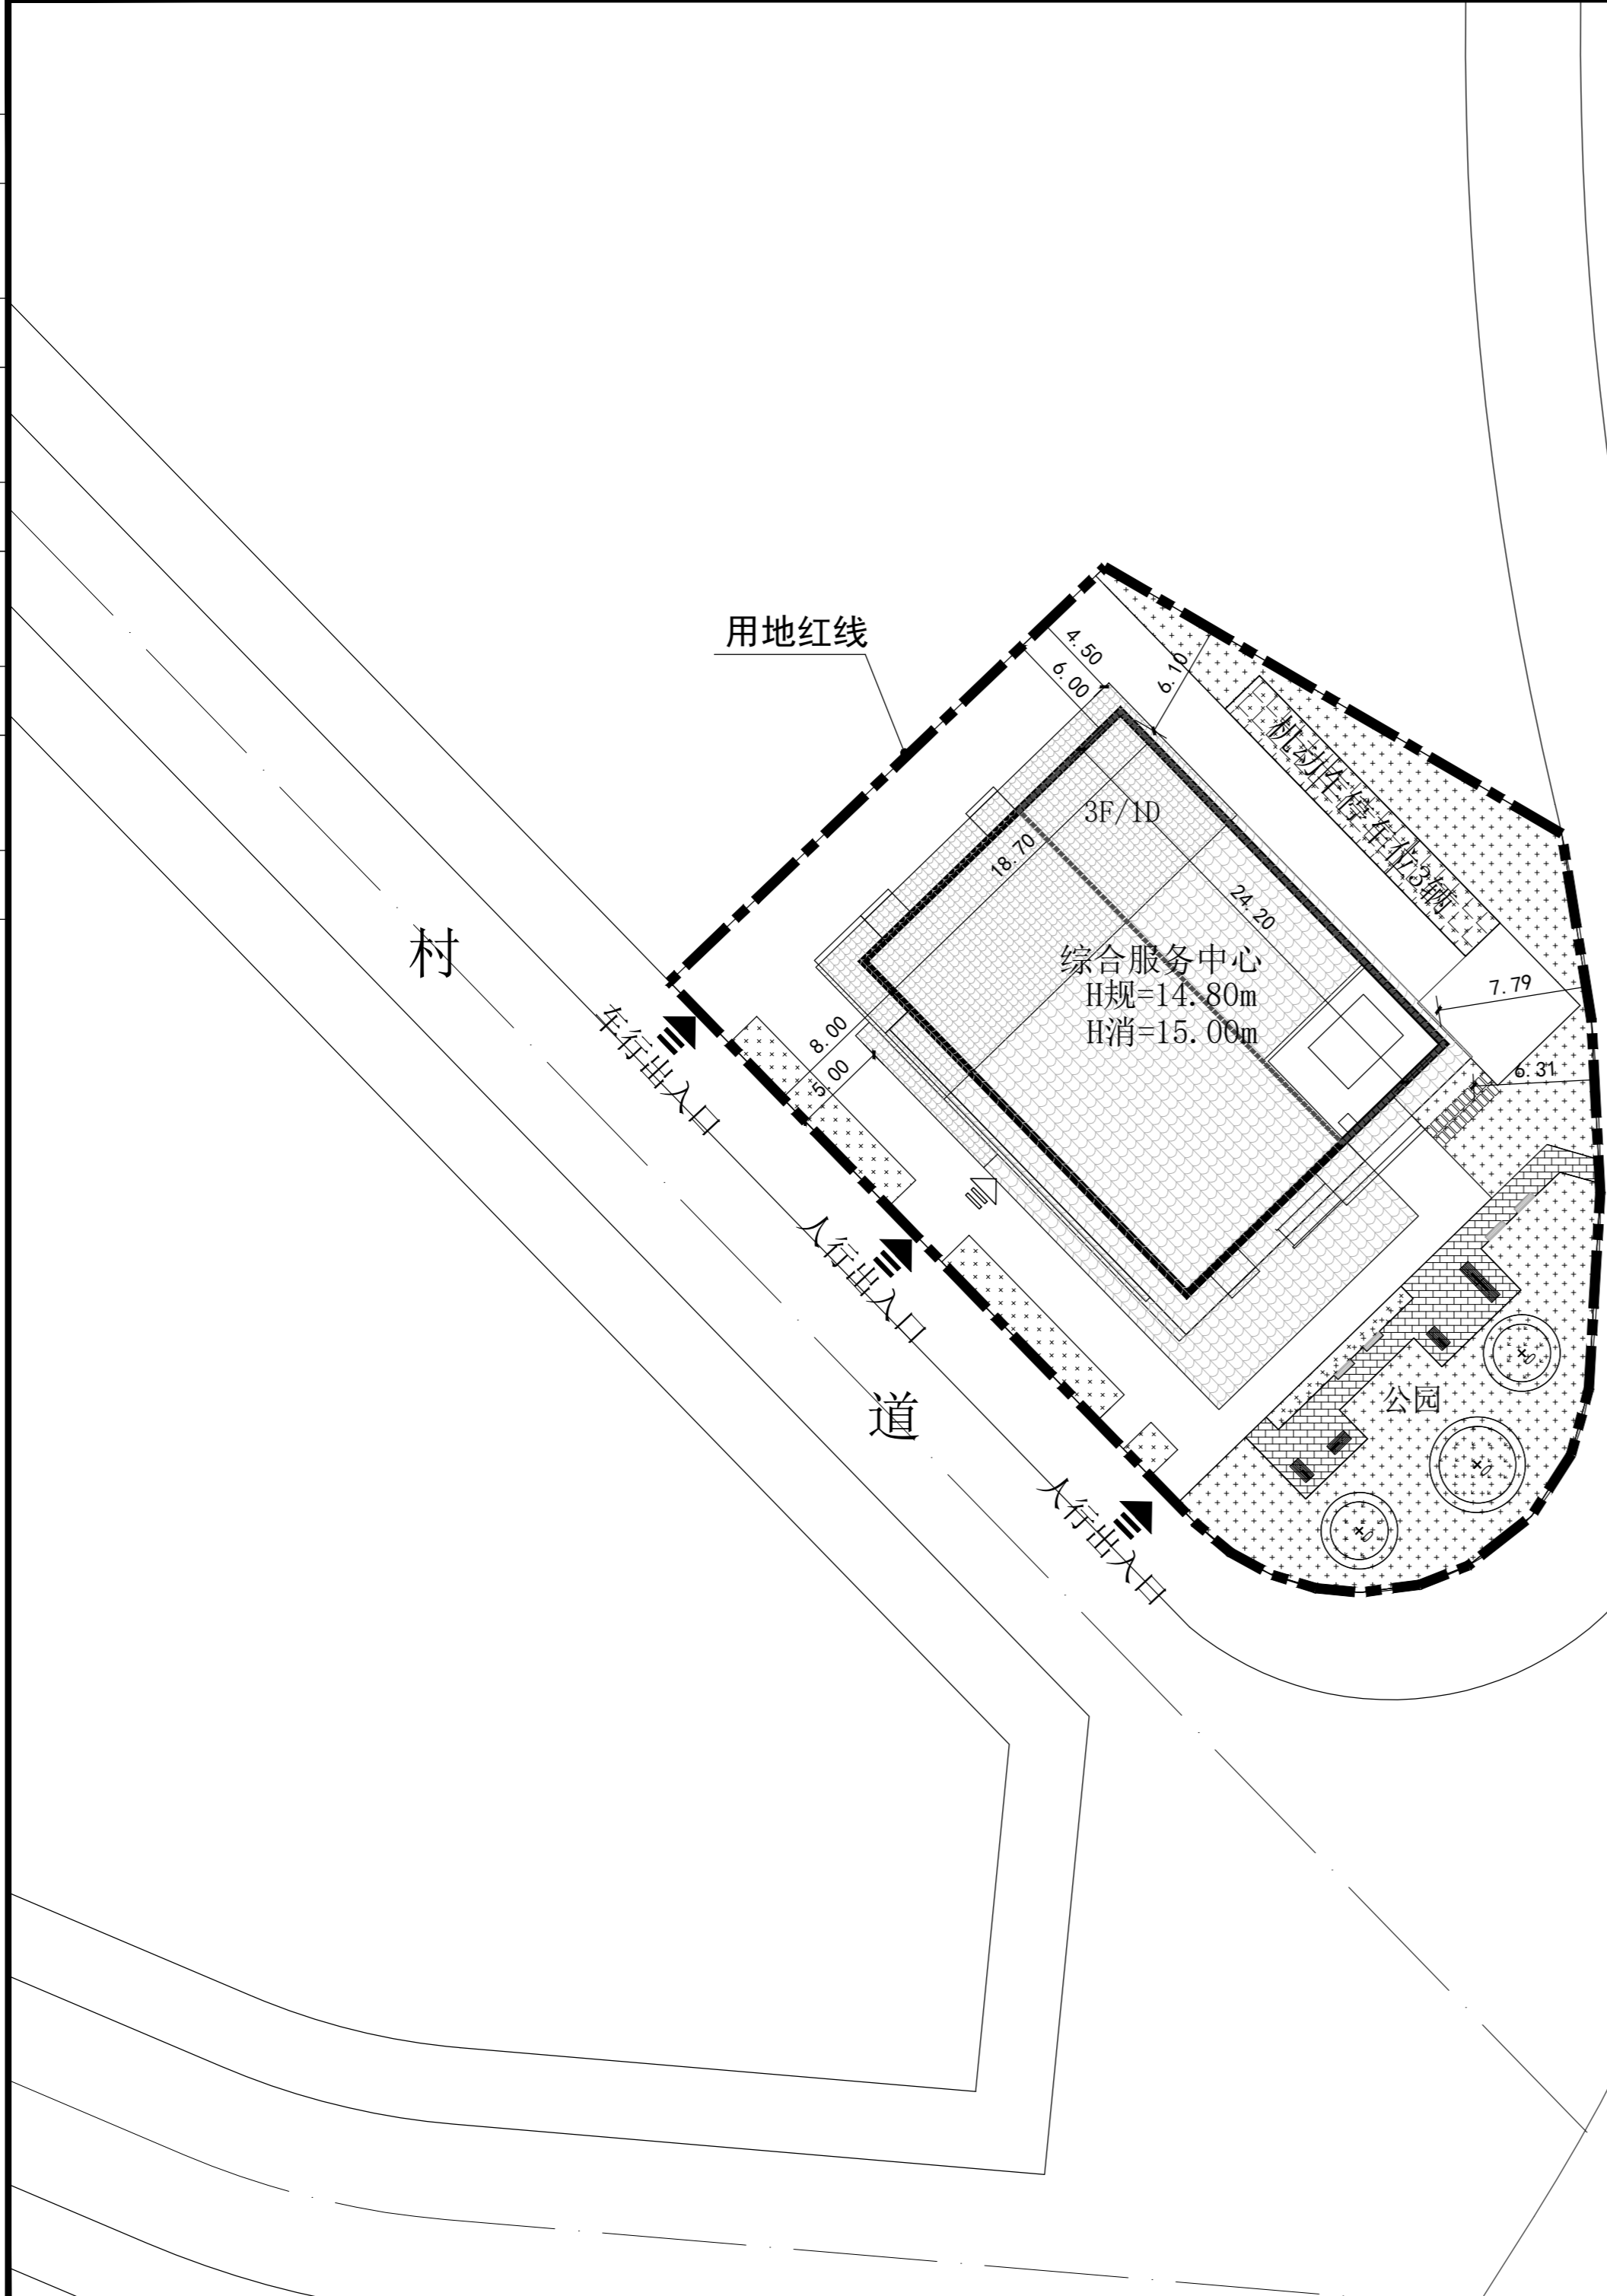 用地红线
4.50
6.00
6.10
机动车停车位3辆
3F/1D
18.70
24.20
村
综合服务中心
H规=14.80m
H消=15.00m
7.79
6.31
车行出入口
8.00
5.00
人行出入口
道
公园
人行出入口